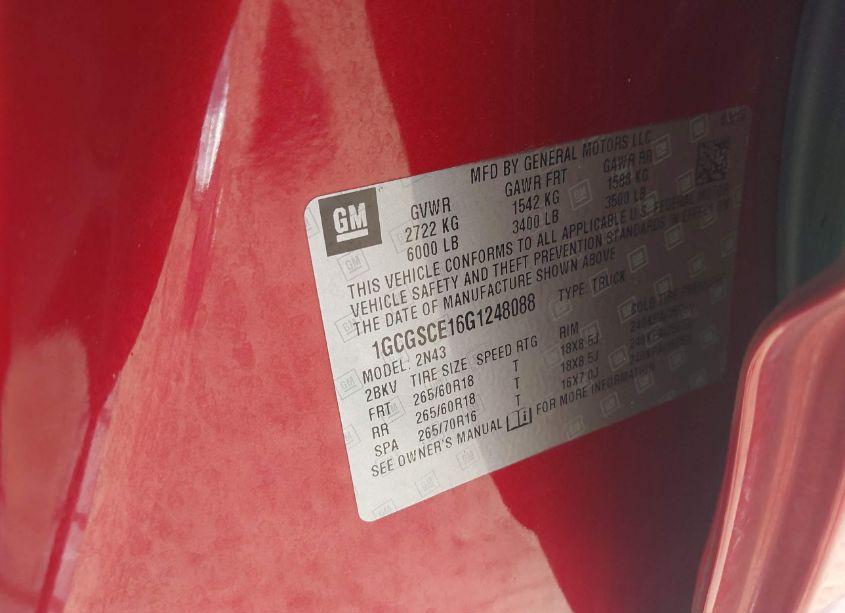 MFD BY GENERAL MOTORS LLC
GM
GVWR GAWR FRT GAWR RR
2722 KG 1542 KG 1588 KG
6000 LB 3400 LB 3500 LB
THIS VEHICLE CONFORMS TO ALL APPLICABLE U.S. FEDERAL MOTOR
VEHICLE SAFETY AND THEFT PREVENTION STANDARDS IN EFFECT ON
THE DATE OF MANUFACTURE SHOWN ABOVE
1GCGSCE16G1248088 TYPE: TRUCK
MODEL: 2N43
2BKV TIRE SIZE SPEED RTG RIM COLD TIRE PRESSURE
FRT 265/60R18 T 18X8.5J
RR 265/60R18 T 18X8.5J
SPA 265/70R16 T 16X7.0J
SEE OWNER'S MANUAL FOR MORE INFORMATION